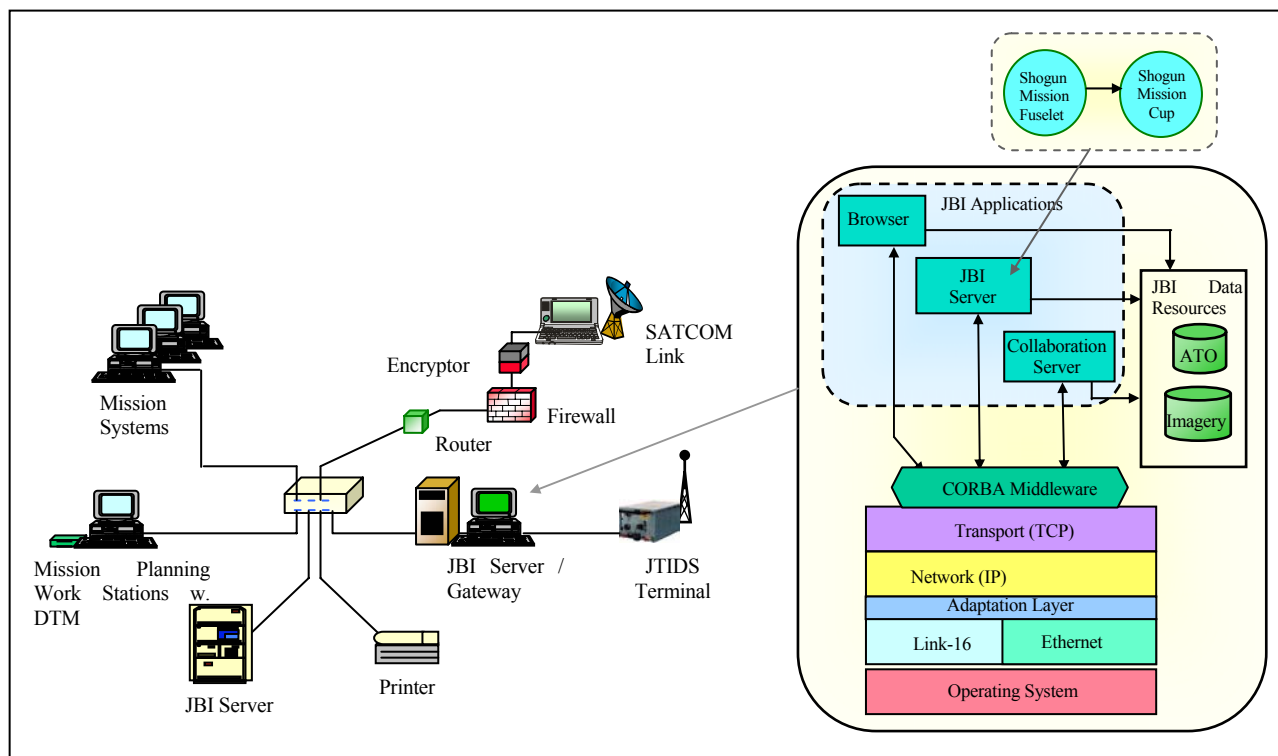 Shogun
Mission
Fuselet
Shogun
Mission
Cup
JBI Applications
Browser
JBI
Server
Collaboration
Server
JBI Data
Resources
ATO
Imagery
CORBA Middleware
Transport (TCP)
Network (IP)
Adaptation Layer
Link-16
Ethernet
Operating System
SATCOM
Link
Encryptor
Firewall
Router
Mission
Systems
Mission Planning
Work Stations w.
DTM
JBI Server /
Gateway
JTIDS
Terminal
JBI Server
Printer